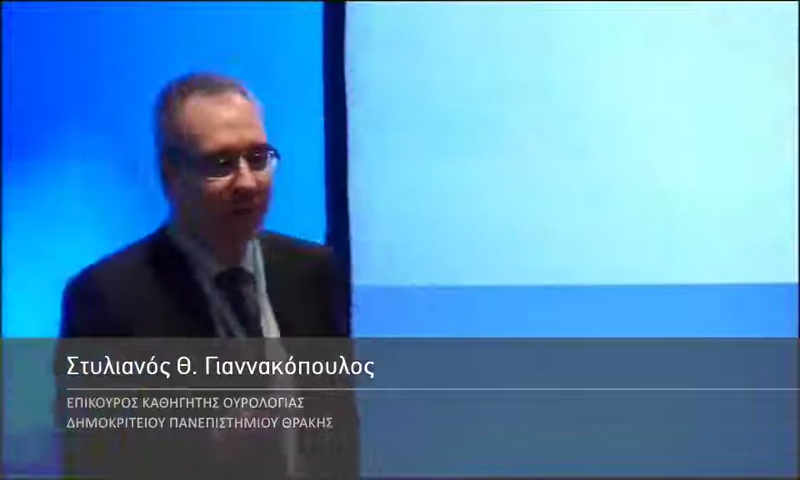 Στυλιανός Θ. Γιαννακόπουλος
ΕΠΙΚΟΥΡΟΣ ΚΑΘΗΓΗΤΗΣ ΟΥΡΟΛΟΓΙΑΣ
ΔΗΜΟΚΡΙΤΕΙΟΥ ΠΑΝΕΠΙΣΤΗΜΙΟΥ ΘΡΑΚΗΣ